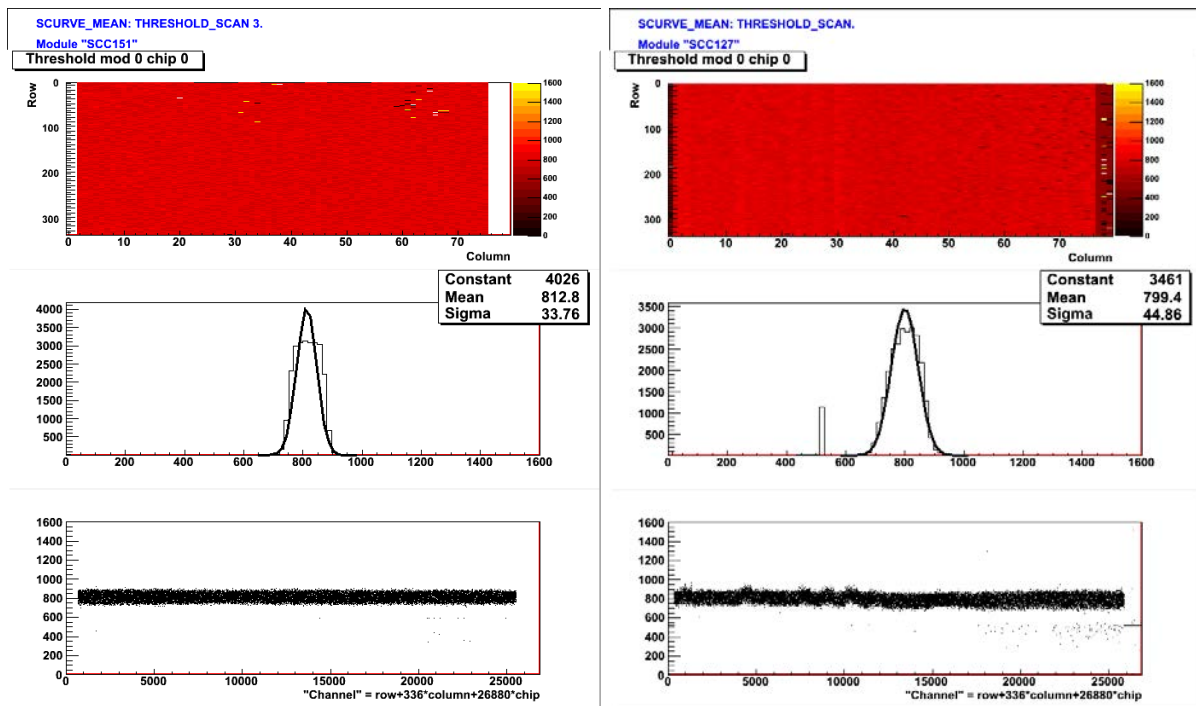 SCURVE_MEAN: THRESHOLD_SCAN 3.
Module "SCC151"
Threshold mod 0 chip 0
Row
0
100
200
300
0 10 20 30 40 50 60 70
Column
1600
1400
1200
1000
800
600
400
200
0
Constant 4026
Mean 812.8
Sigma 33.76
4000
3500
3000
2500
2000
1500
1000
500
0 200 400 600 800 1000 1200 1400 1600
1600
1400
1200
1000
800
600
400
200
0
0 5000 10000 15000 20000 25000
"Channel" = row+336*column+26880*chip
SCURVE_MEAN: THRESHOLD_SCAN.
Module "SCC127"
Threshold mod 0 chip 0
Row
0
100
200
300
0 10 20 30 40 50 60 70
Column
1600
1400
1200
1000
800
600
400
200
0
Constant 3461
Mean 799.4
Sigma 44.86
3500
3000
2500
2000
1500
1000
500
0 200 400 600 800 1000 1200 1400 1600
1600
1400
1200
1000
800
600
400
200
0
0 5000 10000 15000 20000 25000
"Channel" = row+336*column+26880*chip